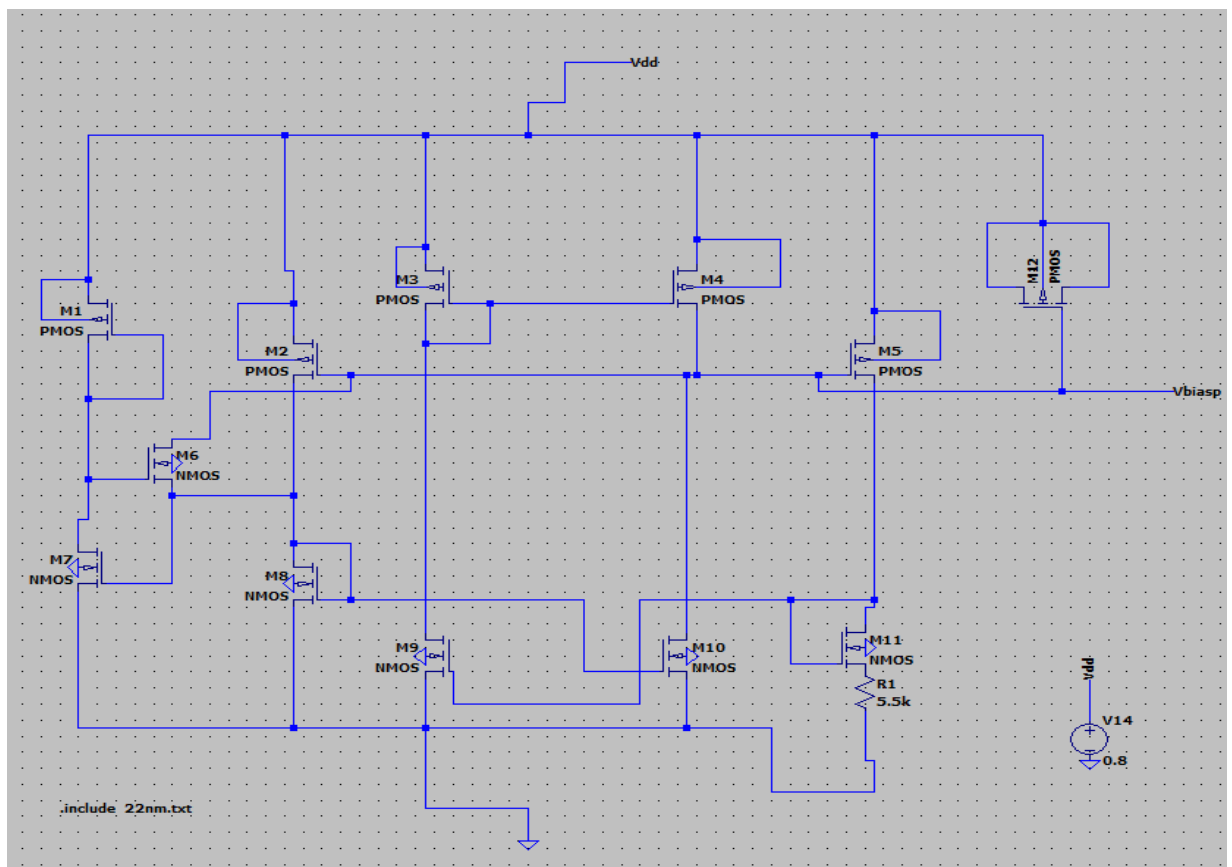 Vdd
M12
PMOS
M3
PMOS
M4
PMOS
M1
PMOS
M2
PMOS
M5
PMOS
Vbiasp
M6
NMOS
M7
NMOS
M8
NMOS
M9
NMOS
M10
NMOS
M11
NMOS
R1
5.5k
Vdd
V14
0.8
.include 22nm.txt